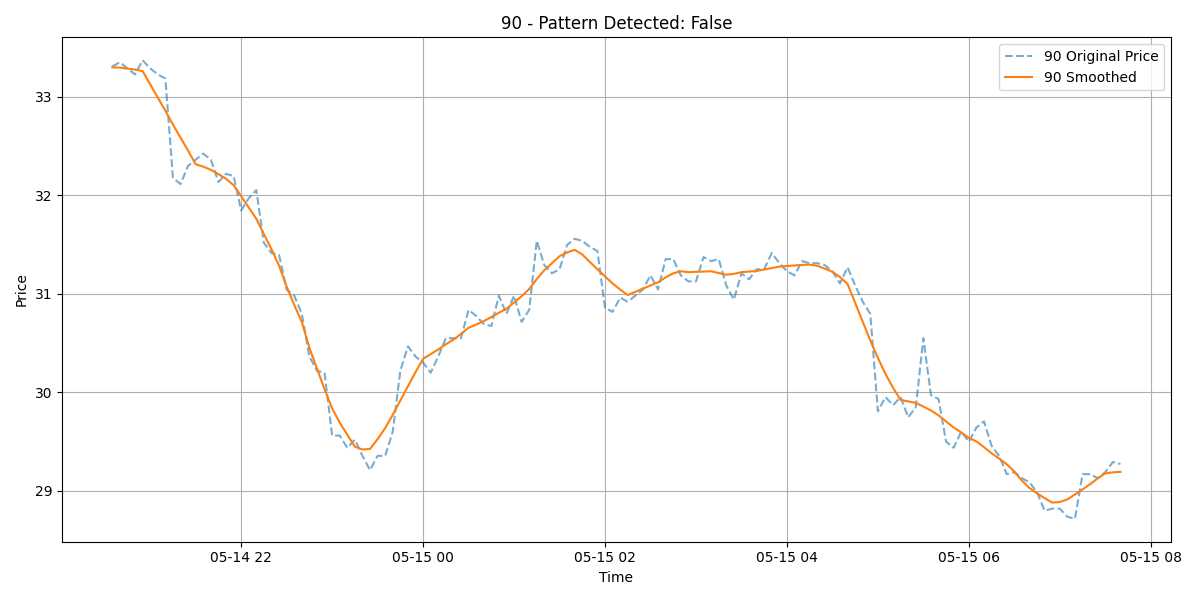 90 - Pattern Detected: False
90 Original Price
90 Smoothed
Price
33
32
31
30
29
05-14 22
05-15 00
05-15 02
05-15 04
05-15 06
05-15 08
Time